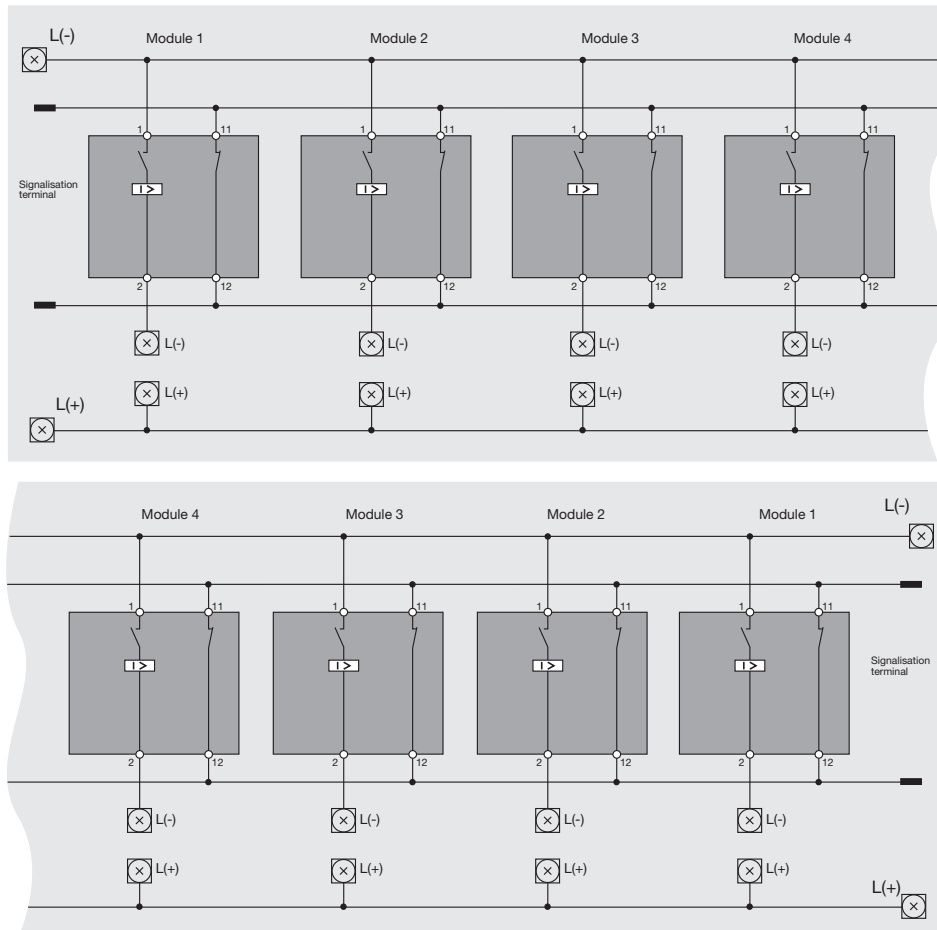 L(-) Module 1 Module 2 Module 3 Module 4
1 11 1 11 1 11 1 11
Signalisation
terminal
I > I > I > I >
2 12 2 12 2 12 2 12
L(-) L(-) L(-) L(-)
L(+) L(+) L(+) L(+)
L(+)
Module 4 Module 3 Module 2 Module 1 L(-)
1 11 1 11 1 11 1 11
I > I > I > I >
Signalisation
terminal
2 12 2 12 2 12 2 12
L(-) L(-) L(-) L(-)
L(+) L(+) L(+) L(+)
L(+)